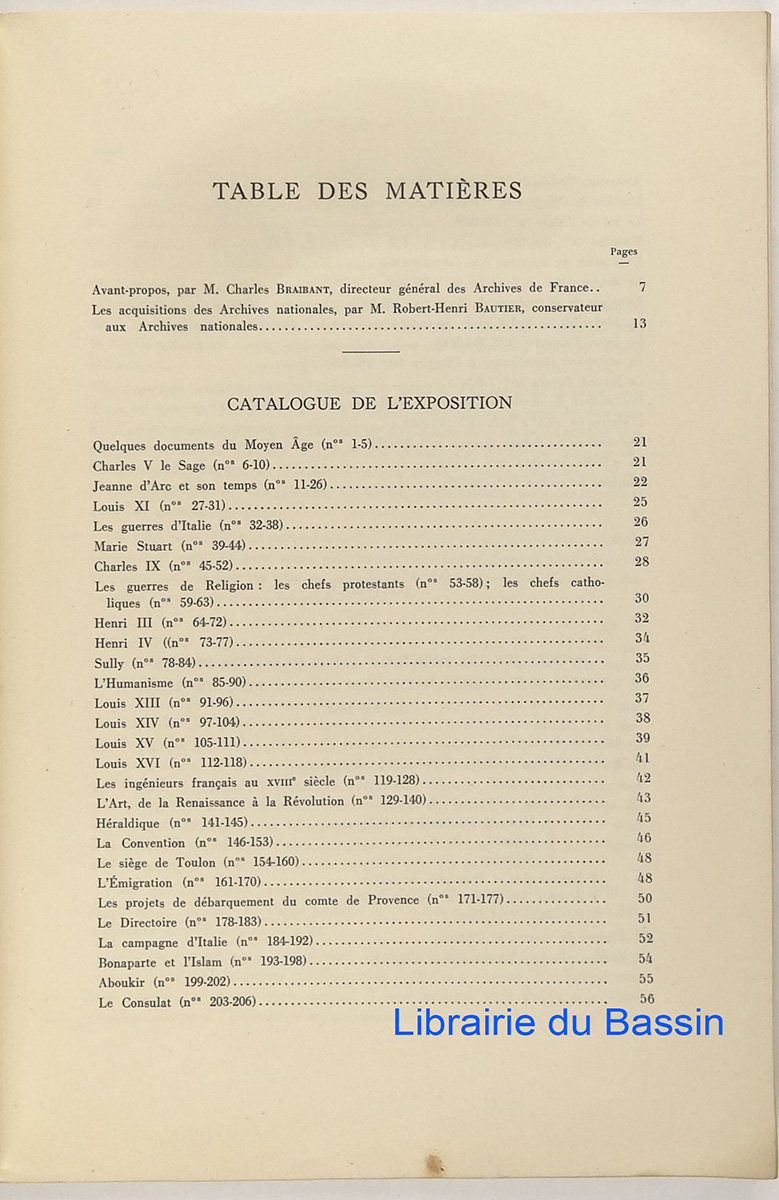 TABLE DES MATIÈRES
Pages
Avant-propos, par M. Charles BRAIBANT, directeur général des Archives de France.. 7
Les acquisitions des Archives nationales, par M. Robert-Henri BAUTIER, conservateur
aux Archives nationales........................................ 13
CATALOGUE DE L'EXPOSITION
Quelques documents du Moyen Âge (nos 1-5)........................................ 21
Charles V le Sage (nos 6-10)........................................ 21
Jeanne d'Arc et son temps (nos 11-26)........................................ 22
Louis XI (nos 27-31)........................................ 25
Les guerres d'Italie (nos 32-38)........................................ 26
Marie Stuart (nos 39-44)........................................ 27
Charles IX (nos 45-52)........................................ 28
Les guerres de Religion : les chefs protestants (nos 53-58) ; les chefs catho-
liques (nos 59-63)........................................ 30
Henri III (nos 64-72)........................................ 32
Henri IV ((nos 73-77)........................................ 34
Sully (nos 78-84)........................................ 35
L'Humanisme (nos 85-90)........................................ 36
Louis XIII (nos 91-96)........................................ 37
Louis XIV (nos 97-104)........................................ 38
Louis XV (nos 105-111)........................................ 39
Louis XVI (nos 112-118)........................................ 41
Les ingénieurs français au XVIIIe siècle (nos 119-128)........................................ 42
L'Art, de la Renaissance à la Révolution (nos 129-140)........................................ 43
Héraldique (nos 141-145)........................................ 45
La Convention (nos 146-153)........................................ 46
Le siège de Toulon (nos 154-160)........................................ 48
L'Émigration (nos 161-170)........................................ 48
Les projets de débarquement du comte de Provence (nos 171-177)................ 50
Le Directoire (nos 178-183)........................................ 51
La campagne d'Italie (nos 184-192)........................................ 52
Bonaparte et l'Islam (nos 193-198)........................................ 54
Aboukir (nos 199-202)........................................ 55
Le Consulat (nos 203-206)........................................ 56
Librairie du Bassin